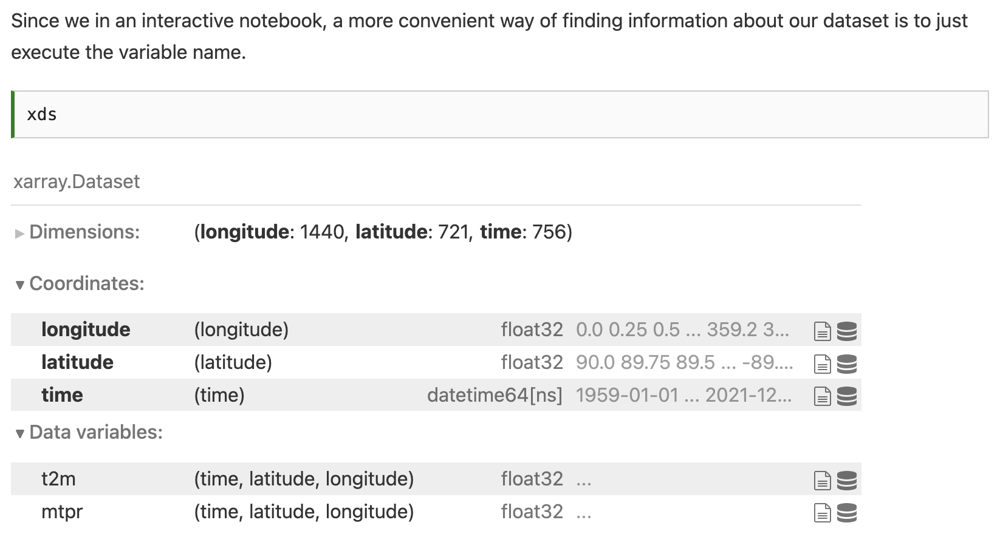 Since we in an interactive notebook, a more convenient way of finding information about our dataset is to just
execute the variable name.
xds
xarray.Dataset
▸ Dimensions: (longitude: 1440, latitude: 721, time: 756)
▾ Coordinates:
longitude (longitude) float32 0.0 0.25 0.5 ... 359.2 3...
latitude (latitude) float32 90.0 89.75 89.5 ... -89....
time (time) datetime64[ns] 1959-01-01 ... 2021-12...
▾ Data variables:
t2m (time, latitude, longitude) float32 ...
mtpr (time, latitude, longitude) float32 ...